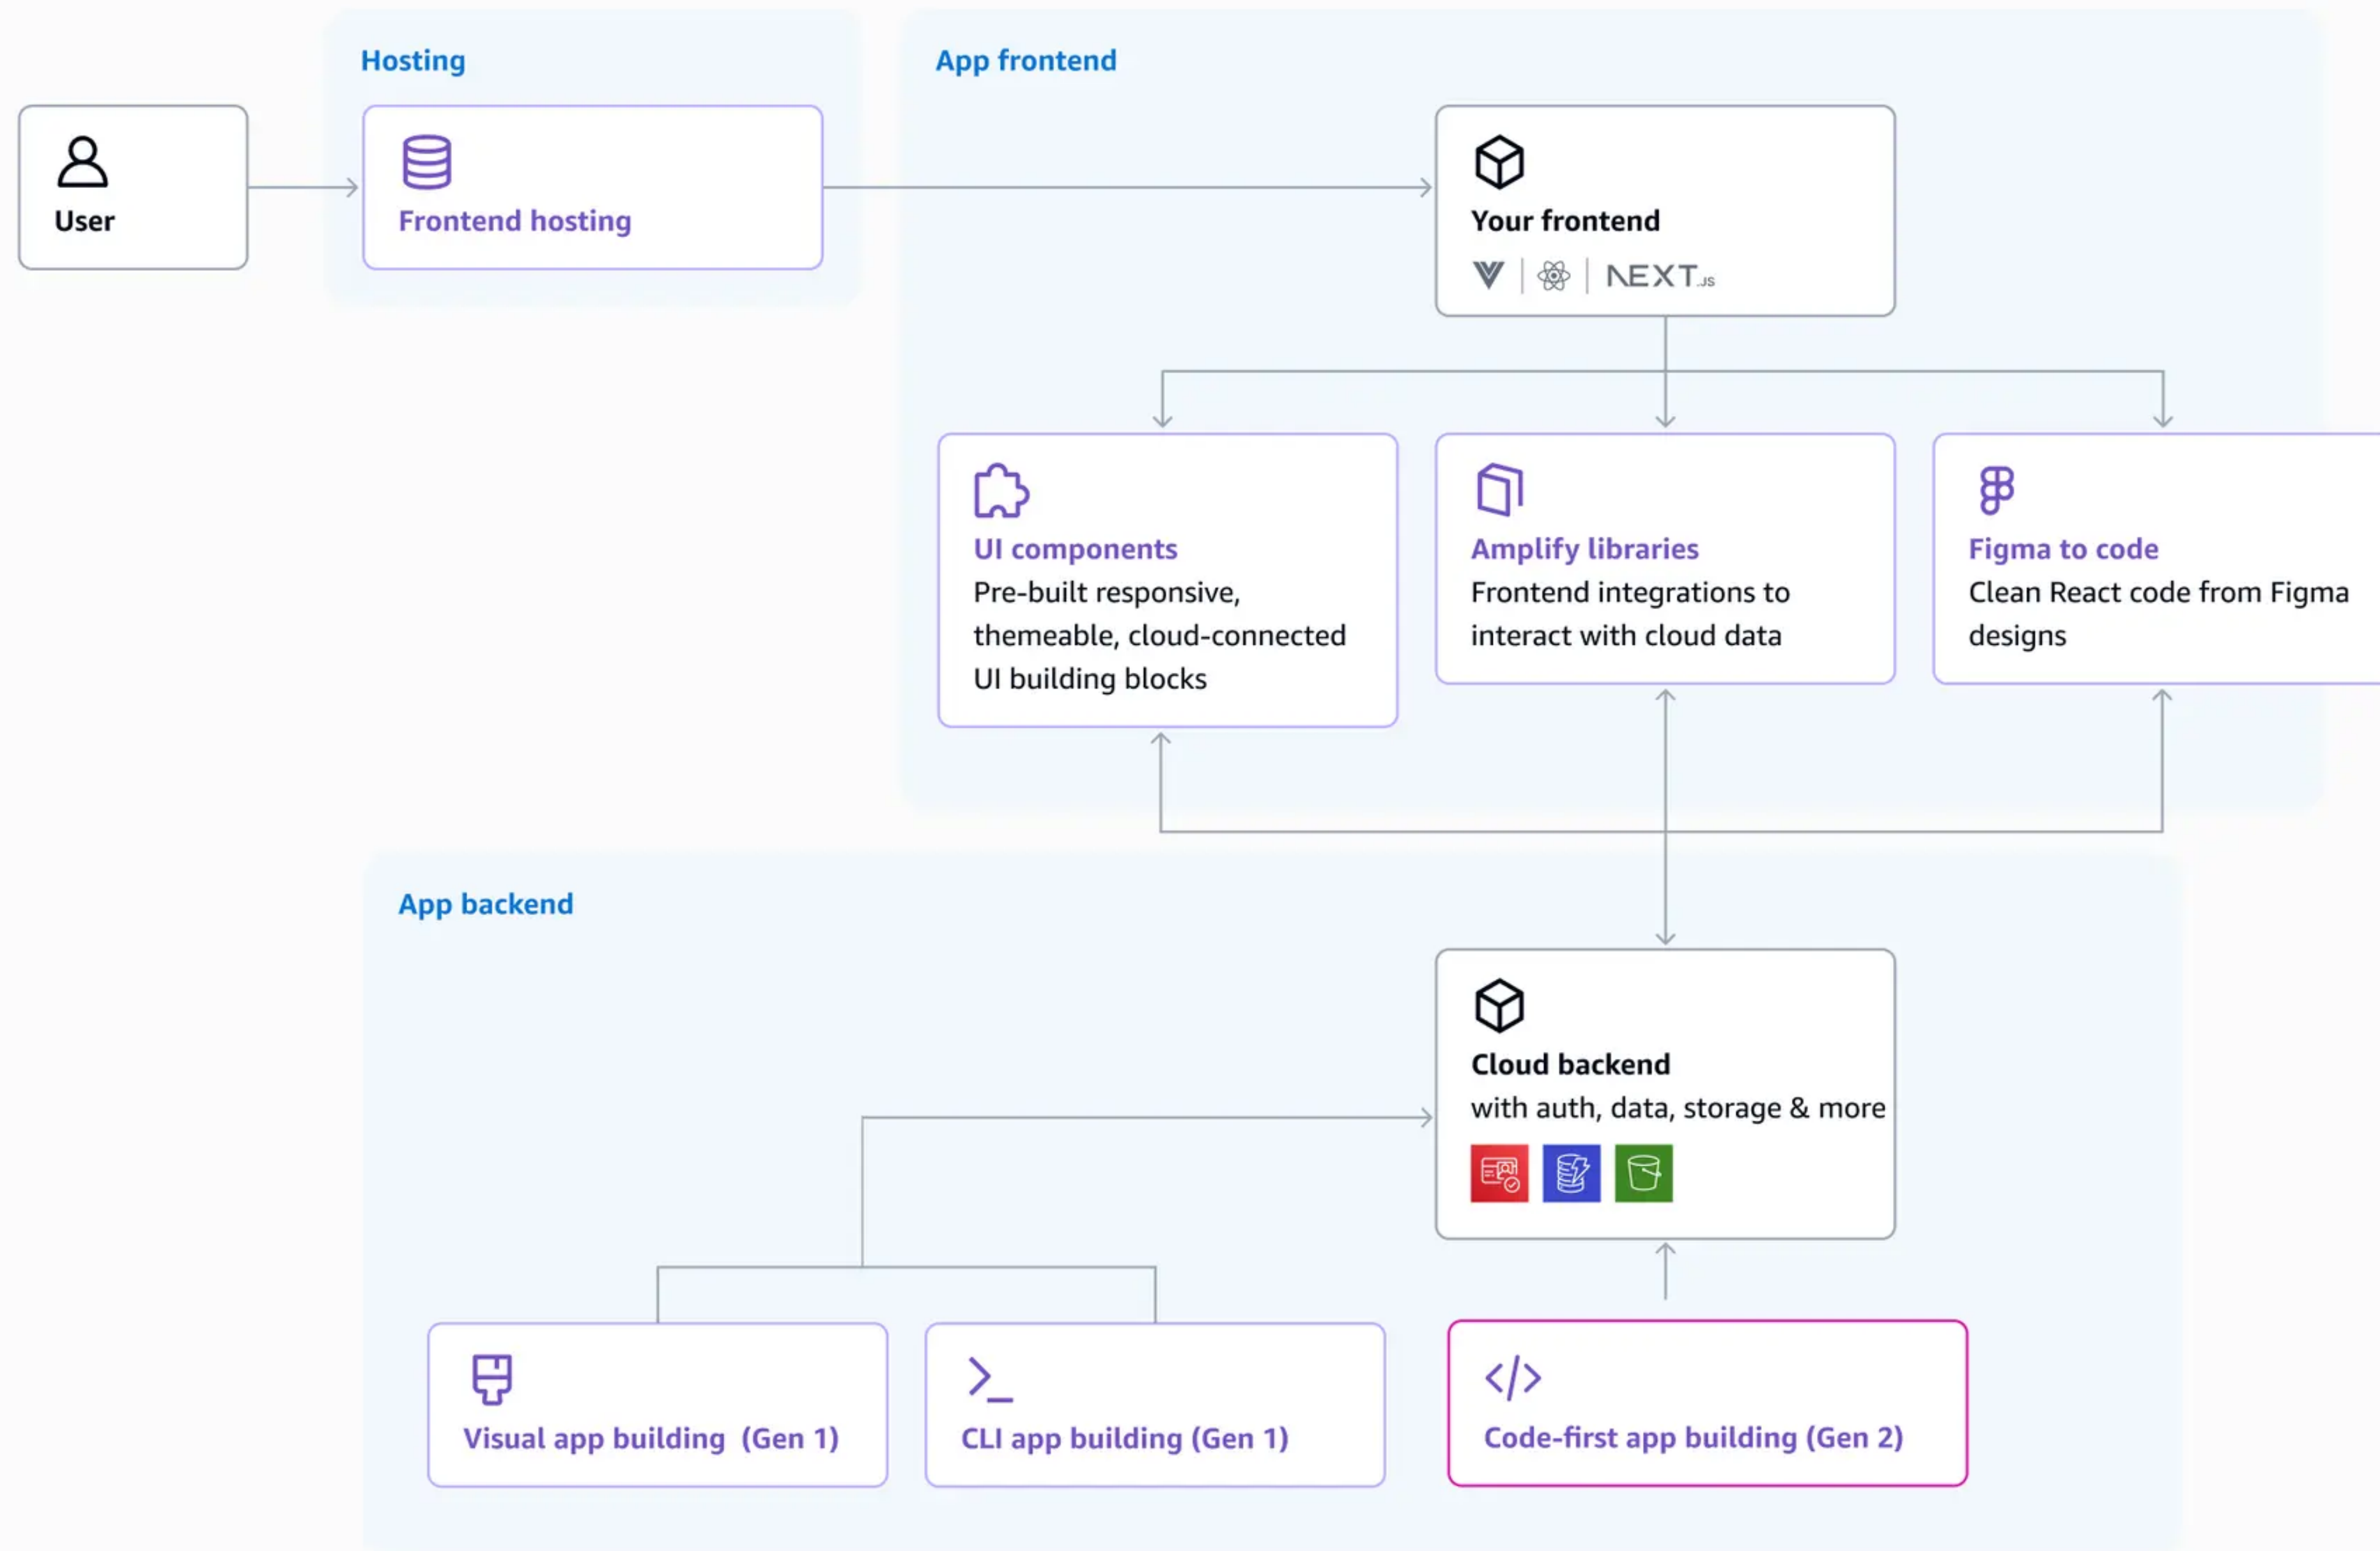 Hosting
App frontend
User
Frontend hosting
Your frontend
NEXT.JS
UI components
Pre-built responsive,
themeable, cloud-connected
UI building blocks
Amplify libraries
Frontend integrations to
interact with cloud data
Figma to code
Clean React code from Figma
designs
App backend
Cloud backend
with auth, data, storage & more
Visual app building (Gen 1)
CLI app building (Gen 1)
Code-first app building (Gen 2)